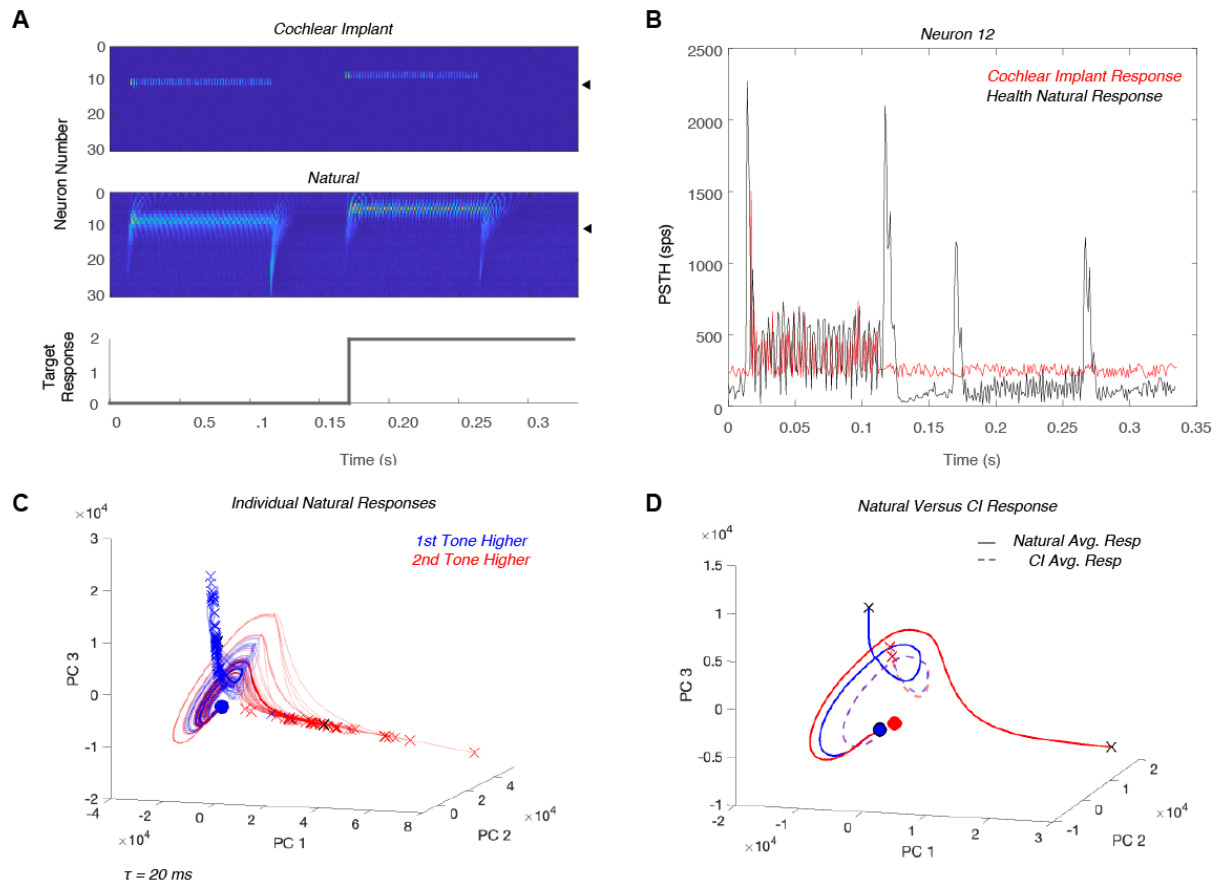 A
Cochlear Implant
0
10
20
30
Natural
Neuron Number
0
10
20
30
Target
Response
2
1
0
0
0.05
.1
0.15
0.20
0.25
0.3
Time (s)
B
Neuron 12
Cochlear Implant Response
Health Natural Response
PSTH (sps)
2500
2000
1500
1000
500
0
0
0.05
0.1
0.15
0.2
0.25
0.3
0.35
Time (s)
C
Individual Natural Responses
1st Tone Higher
2nd Tone Higher
×10⁴
PC 3
3
2
1
0
-1
-2
-4
-2
0
2
4
6
8
×10⁴
PC 1
0
2
4
×10⁴
PC 2
τ = 20 ms
D
Natural Versus CI Response
Natural Avg. Resp
CI Avg. Resp
×10⁴
PC 3
1.5
1
0.5
0
-0.5
-1
-1
0
1
2
3
×10⁴
PC 1
-1
0
1
2
×10⁴
PC 2